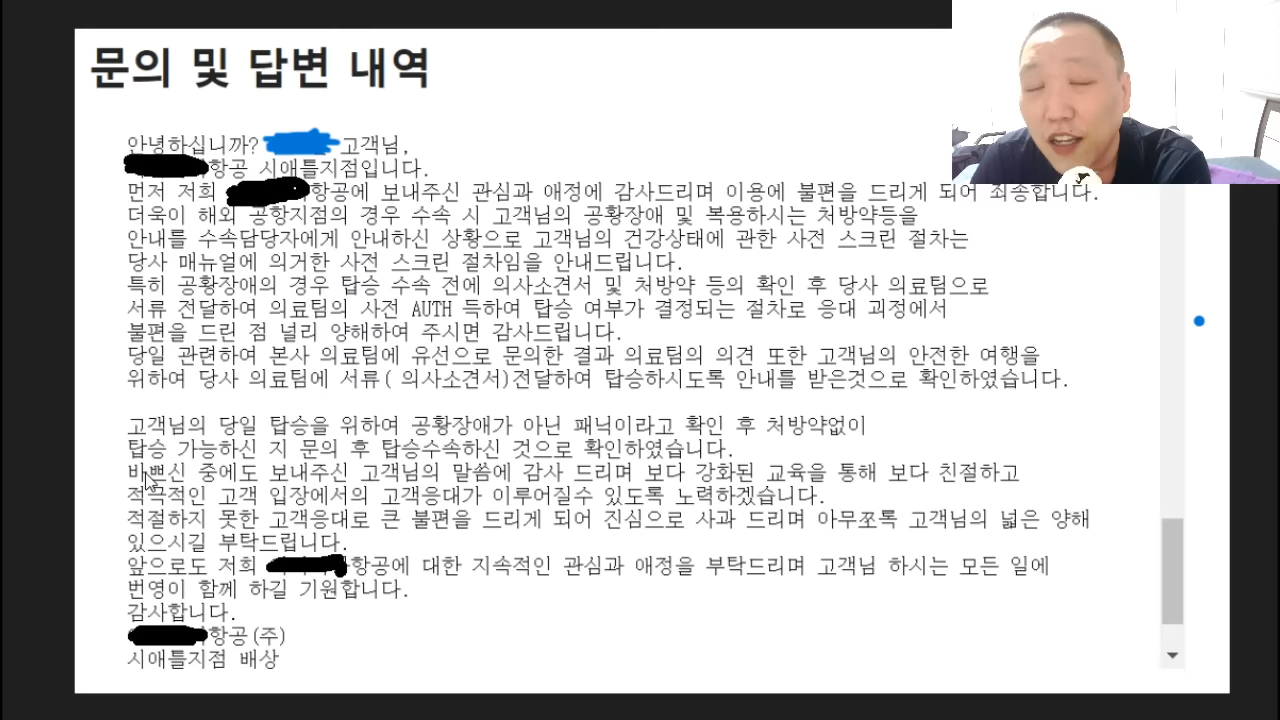 문의 및 답변 내역
안녕하십니까? 고객님,
항공 시애틀지점입니다.
먼저 저희 항공에 보내주신 관심과 애정에 감사드리며 이용에 불편을 드리게 되어 죄송합니다.
더욱이 해외 공항지점의 경우 수속 시 고객님의 공황장애 및 복용하시는 처방약등을
안내를 수속담당자에게 안내하신 상황으로 고객님의 건강상태에 관한 사전 스크린 절차는
당사 매뉴얼에 의거한 사전 스크린 절차임을 안내드립니다.
특히 공황장애의 경우 탑승 수속 전에 의사소견서 및 처방약 등의 확인 후 당사 의료팀으로
서류 전달하여 의료팀의 사전 AUTH 득하여 탑승 여부가 결정되는 절차로 응대 괴정에서
불편을 드린 점 널리 양해하여 주시면 감사드립니다.
당일 관련하여 본사 의료팀에 유선으로 문의한 결과 의료팀의 의견 또한 고객님의 안전한 여행을
위하여 당사 의료팀에 서류( 의사소견서)전달하여 탑승하시도록 안내를 받은것으로 확인하였습니다.
고객님의 당일 탑승을 위하여 공황장애가 아닌 패닉이라고 확인 후 처방약없이
탑승 가능하신 지 문의 후 탑승수속하신 것으로 확인하였습니다.
바쁘신 중에도 보내주신 고객님의 말씀에 감사 드리며 보다 강화된 교육을 통해 보다 친절하고
적극적인 고객 입장에서의 고객응대가 이루어질수 있도록 노력하겠습니다.
적절하지 못한 고객응대로 큰 불편을 드리게 되어 진심으로 사과 드리며 아무쪼록 고객님의 넓은 양해
있으시길 부탁드립니다.
앞으로도 저희 항공에 대한 지속적인 관심과 애정을 부탁드리며 고객님 하시는 모든 일에
번영이 함께 하길 기원합니다.
감사합니다.
항공(주)
시애틀지점 배상